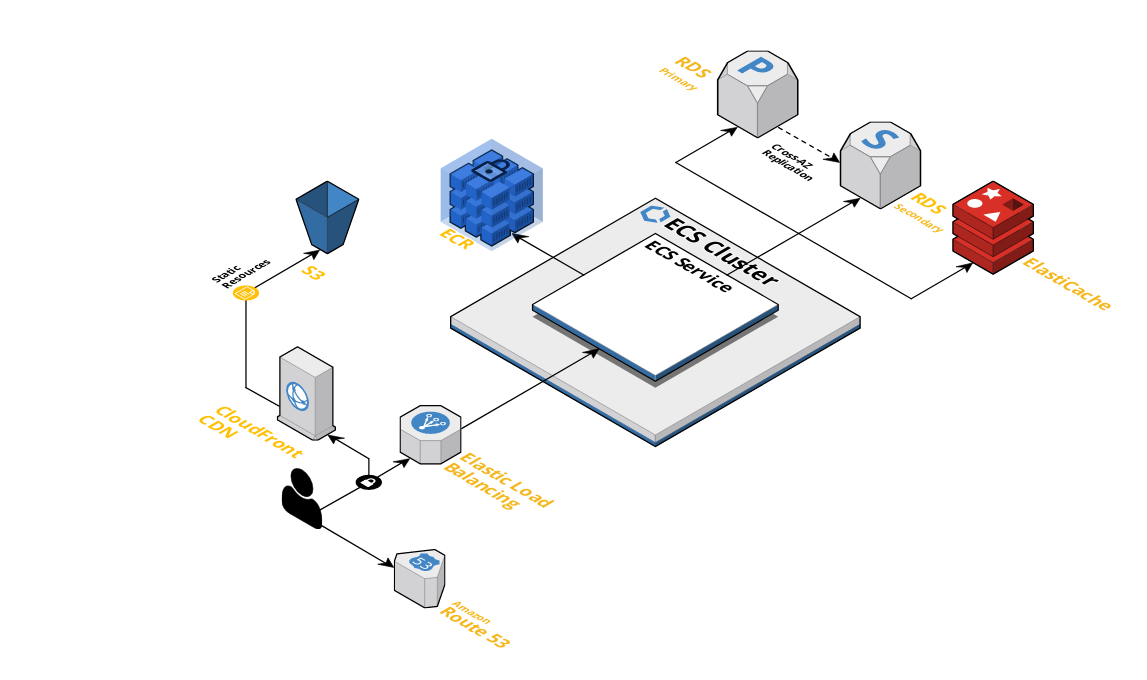 RDS
Primary
P
Cross-AZ
Replication
S
RDS
Secondary
ElastiCache
ECR
ECS Cluster
ECS Service
Static
Resources
S3
CloudFront
CDN
Elastic Load
Balancing
53
Amazon
Route 53